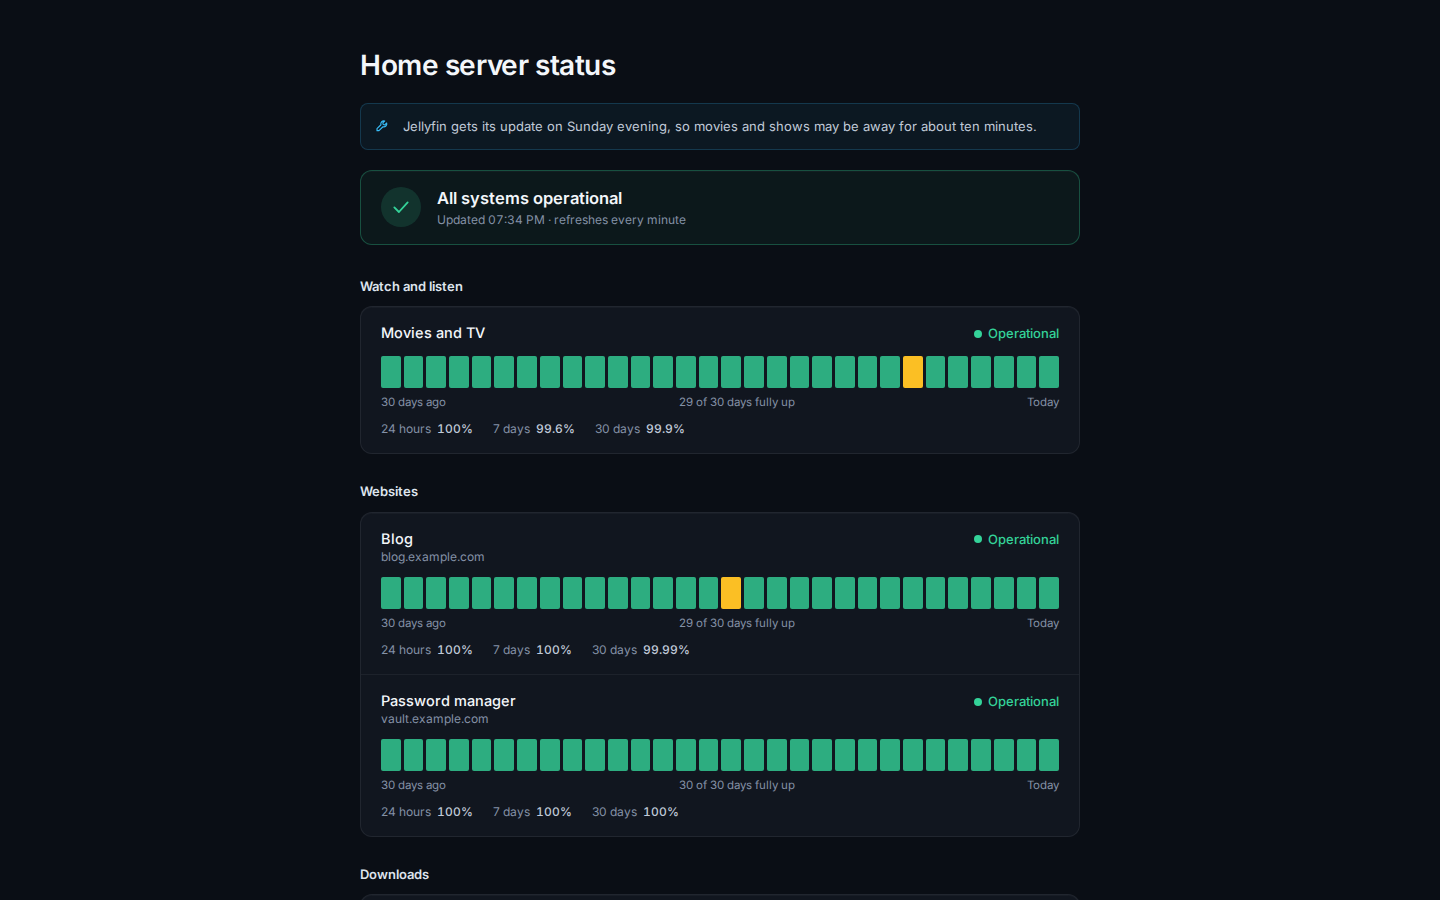 Home server status
Jellyfin gets its update on Sunday evening, so movies and shows may be away for about ten minutes.
All systems operational
Updated 07:34 PM · refreshes every minute
Watch and listen
Movies and TV
Operational
30 days ago
29 of 30 days fully up
Today
24 hours 100% 7 days 99.6% 30 days 99.9%
Websites
Blog
Operational
blog.example.com
30 days ago
29 of 30 days fully up
Today
24 hours 100% 7 days 100% 30 days 99.99%
Password manager
Operational
vault.example.com
30 days ago
30 of 30 days fully up
Today
24 hours 100% 7 days 100% 30 days 100%
Downloads